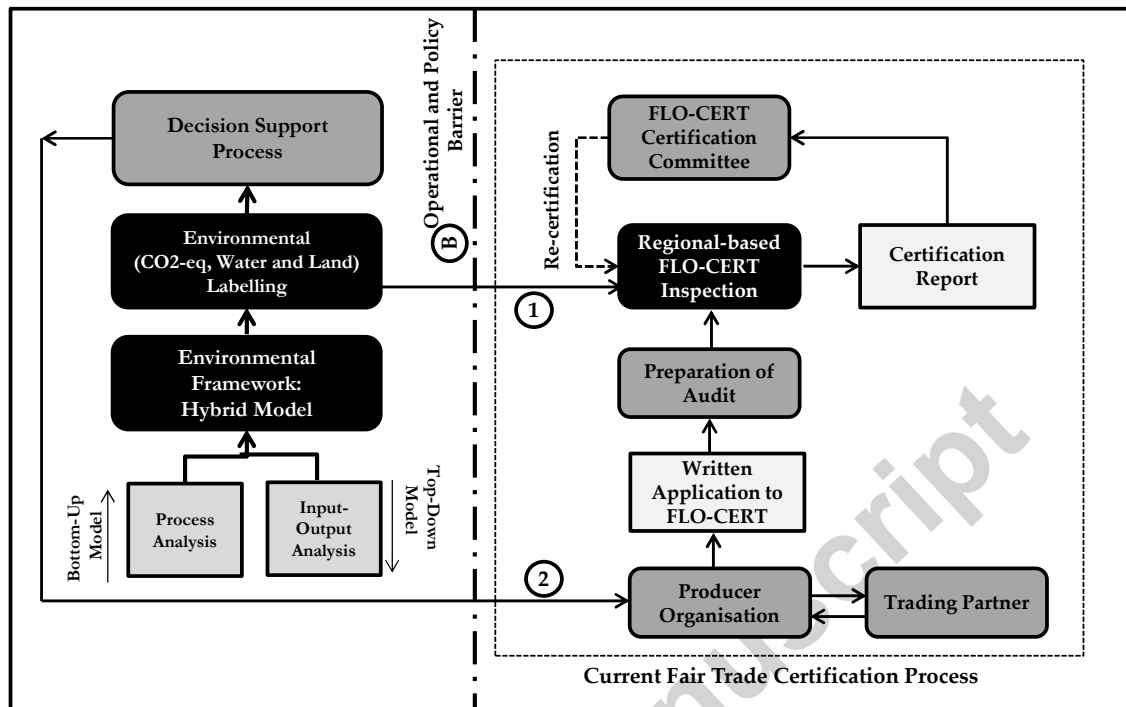 Decision Support
Process
Environmental
(CO2-eq, Water and Land)
Labelling
Environmental
Framework:
Hybrid Model
Bottom-Up
Model
Process
Analysis
Input-
Output
Analysis
Top-Down
Model
Operational and Policy
Barrier
B
1
2
FLO-CERT
Certification
Committee
Re-certification
Regional-based
FLO-CERT
Inspection
Certification
Report
Preparation of
Audit
Written
Application to
FLO-CERT
Producer
Organisation
Trading Partner
Current Fair Trade Certification Process
nuscript